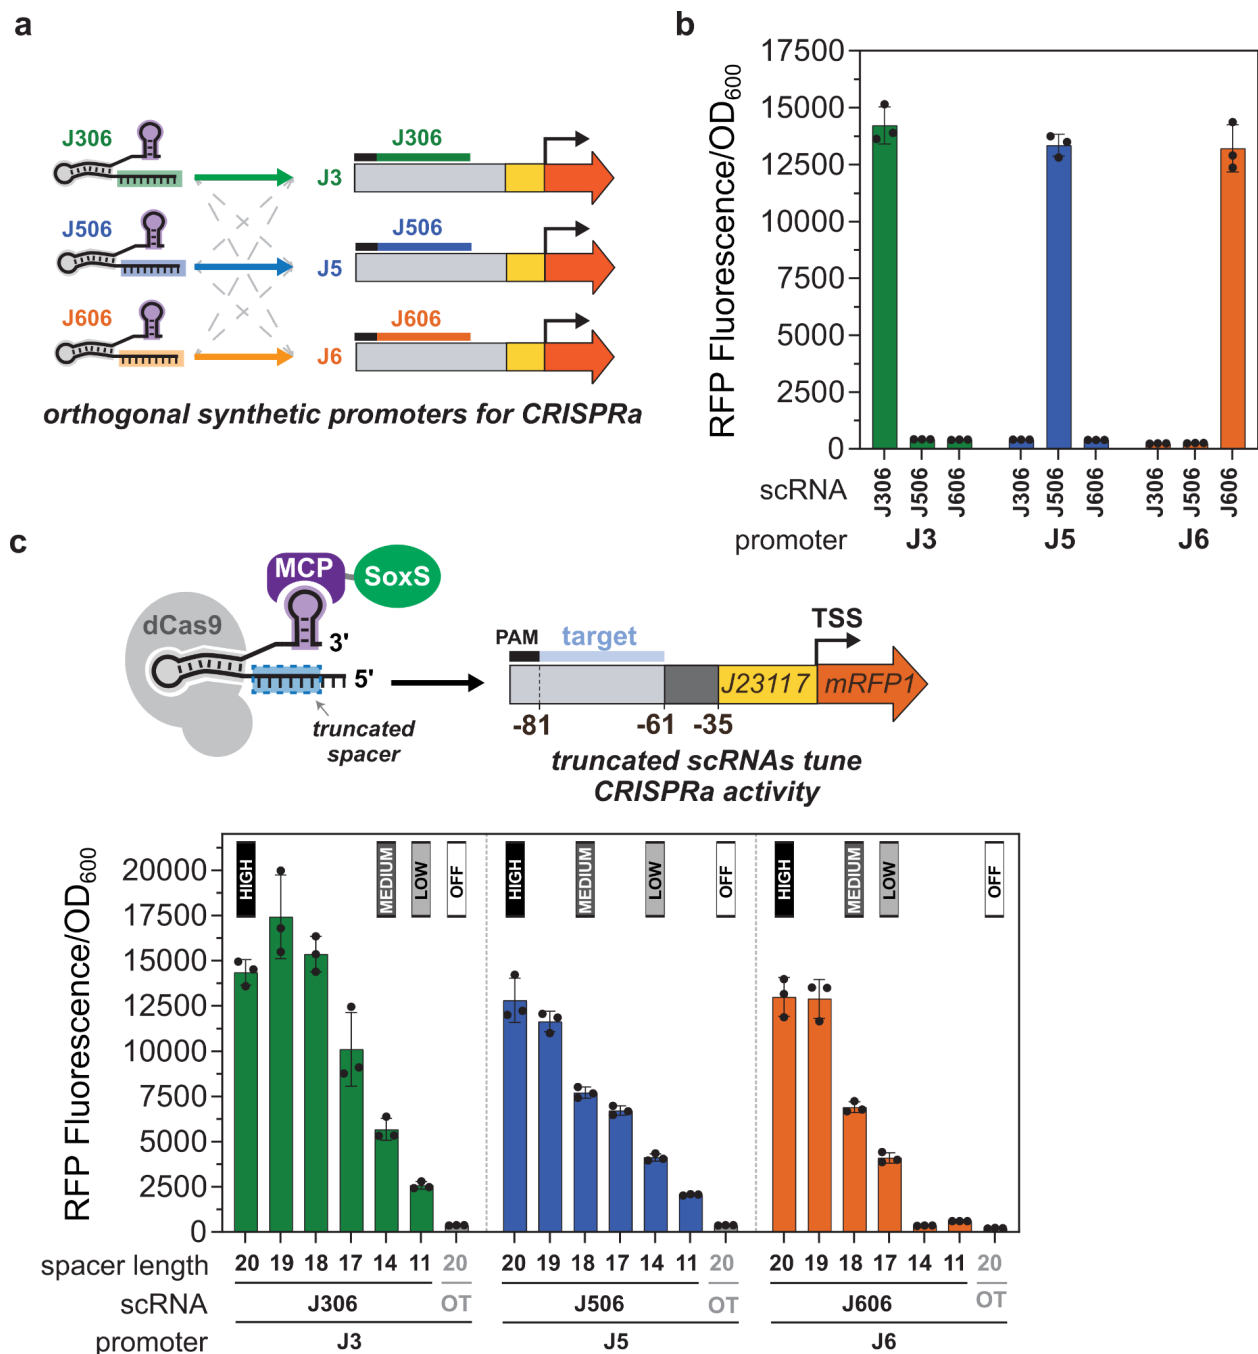 a
J306
J306
J3
J506
J506
J5
J606
J606
J6
orthogonal synthetic promoters for CRISPRa
b
RFP Fluorescence/OD600
17500
15000
12500
10000
7500
5000
2500
0
scRNA
J306 J506 J606 J306 J506 J606 J306 J506 J606
promoter J3 J5 J6
c
MCP SoxS
dCas9
3'
5'
truncated
spacer
PAM target TSS
J23117 mRFP1
-81 -61 -35
truncated scRNAs tune
CRISPRa activity
RFP Fluorescence/OD600
20000
17500
15000
12500
10000
7500
5000
2500
0
HIGH MEDIUM LOW OFF HIGH MEDIUM LOW OFF HIGH MEDIUM LOW OFF
spacer length 20 19 18 17 14 11 20 20 19 18 17 14 11 20 20 19 18 17 14 11 20
scRNA J306 OT J506 OT J606 OT
promoter J3 J5 J6